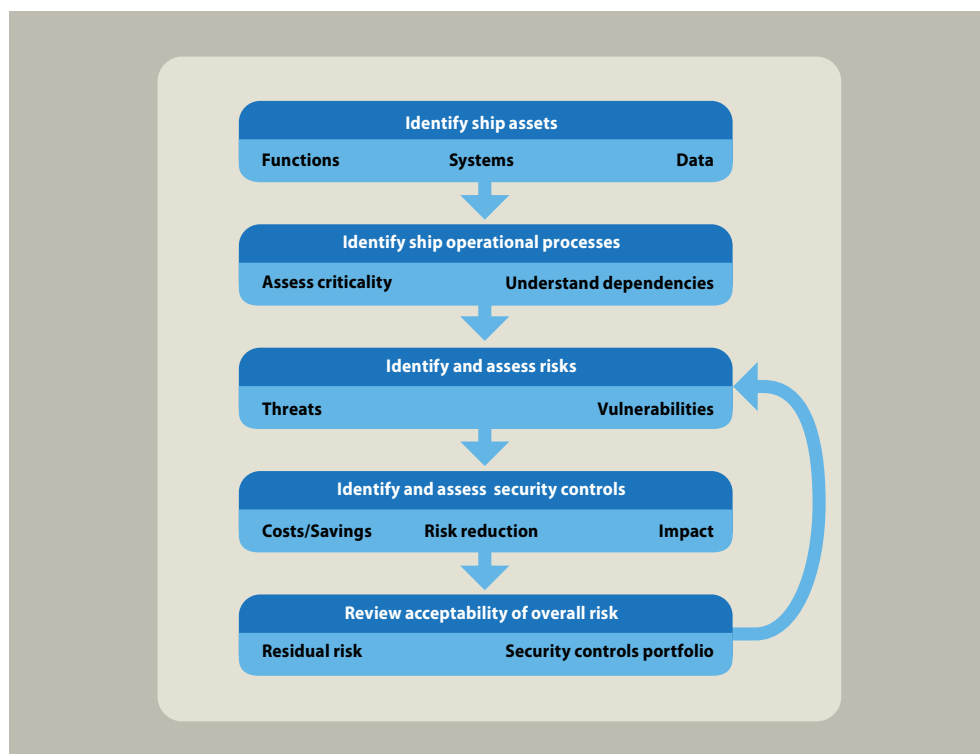 Identify ship assets
Functions Systems Data
Identify ship operational processes
Assess criticality Understand dependencies
Identify and assess risks
Threats Vulnerabilities
Identify and assess security controls
Costs/Savings Risk reduction Impact
Review acceptability of overall risk
Residual risk Security controls portfolio